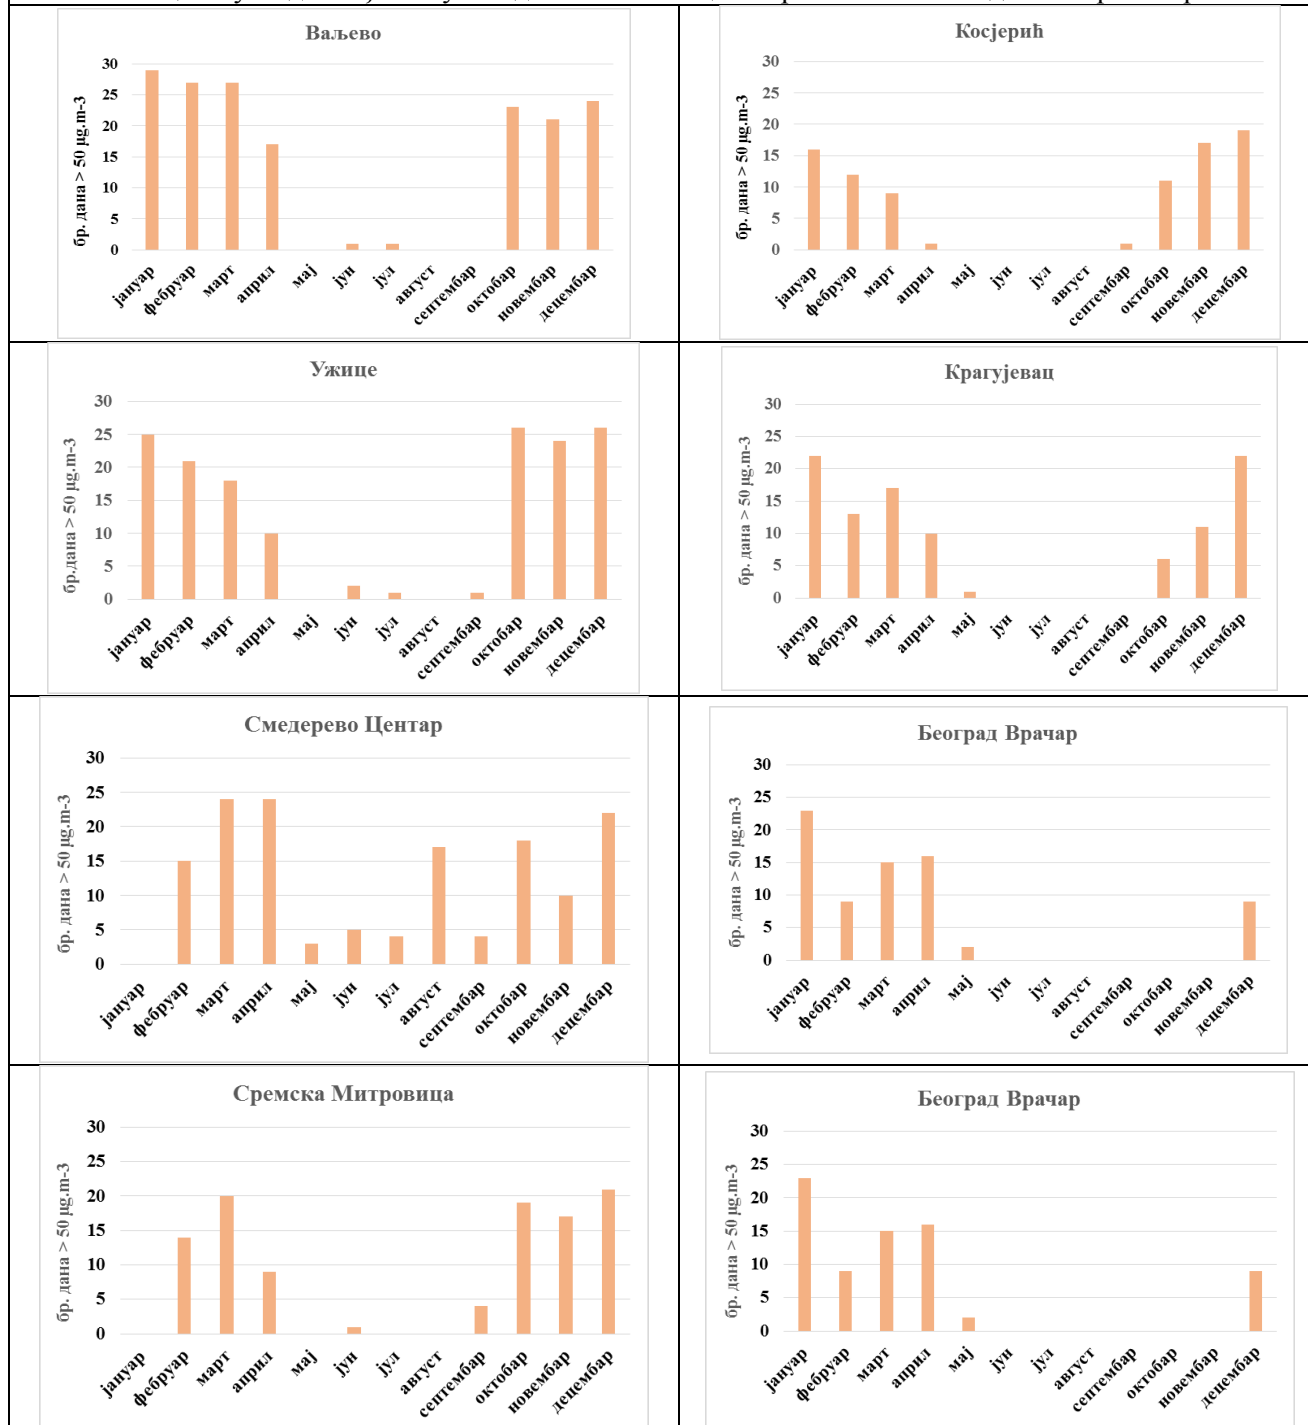 Ваљево
бр. дана > 50 µg.m-3
30
25
20
15
10
5
0
јануар
фебруар
март
април
мај
јун
јул
август
септембар
октобар
новембар
децембар
Косјерић
бр. дана > 50 µg.m-3
30
25
20
15
10
5
0
јануар
фебруар
март
април
мај
јун
јул
август
септембар
октобар
новембар
децембар
Ужице
бр.дана > 50 µg.m-3
30
25
20
15
10
5
0
јануар
фебруар
март
април
мај
јун
јул
август
септембар
октобар
новембар
децембар
Крагујевац
бр. дана > 50 µg.m-3
30
25
20
15
10
5
0
јануар
фебруар
март
април
мај
јун
јул
август
септембар
октобар
новембар
децембар
Смедерево Центар
бр. дана > 50 µg.m-3
30
25
20
15
10
5
0
јануар
фебруар
март
април
мај
јун
јул
август
септембар
октобар
новембар
децембар
Београд Врачар
бр. дана > 50 µg.m-3
30
25
20
15
10
5
0
јануар
фебруар
март
април
мај
јун
јул
август
септембар
октобар
новембар
децембар
Сремска Митровица
бр. дана > 50 µg.m-3
30
25
20
15
10
5
0
јануар
фебруар
март
април
мај
јун
јул
август
септембар
октобар
новембар
децембар
Београд Врачар
бр. дана > 50 µg.m-3
30
25
20
15
10
5
0
јануар
фебруар
март
април
мај
јун
јул
август
септембар
октобар
новембар
децембар